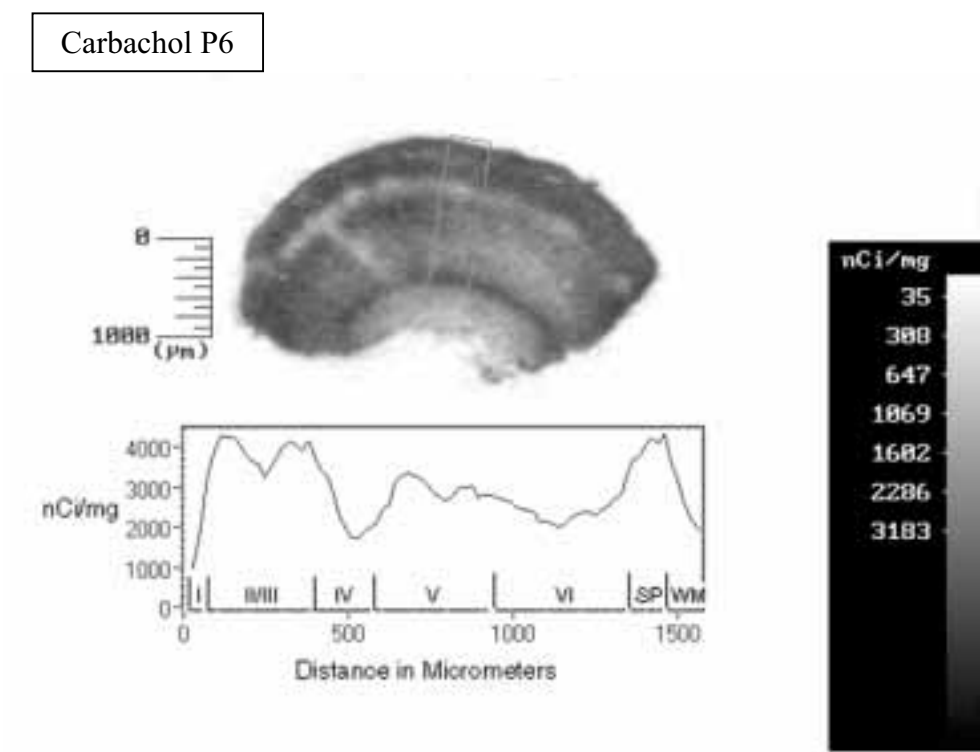 Carbachol P6
0
1000
(µm)
nCi/mg
35
308
647
1069
1602
2286
3183
4000
3000
nCi/mg
2000
1000
0
I II/III IV V VI SP WM
0 500 1000 1500
Distance in Micrometers